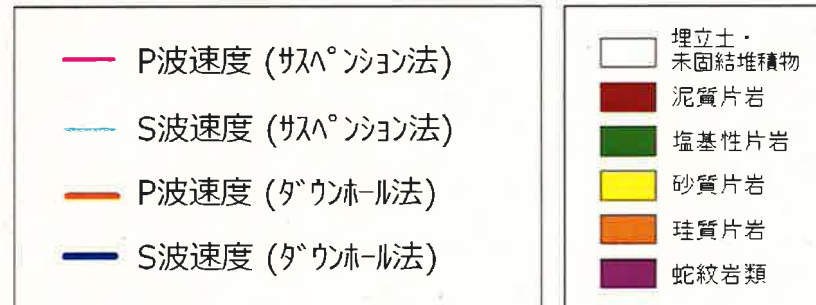 P波速度 (ｻｽﾍﾟﾝｼｮﾝ法)
S波速度 (ｻｽﾍﾟﾝｼｮﾝ法)
P波速度 (ﾀﾞｳﾝﾎｰﾙ法)
S波速度 (ﾀﾞｳﾝﾎｰﾙ法)
埋立土・
未固結堆積物
泥質片岩
塩基性片岩
砂質片岩
珪質片岩
蛇紋岩類